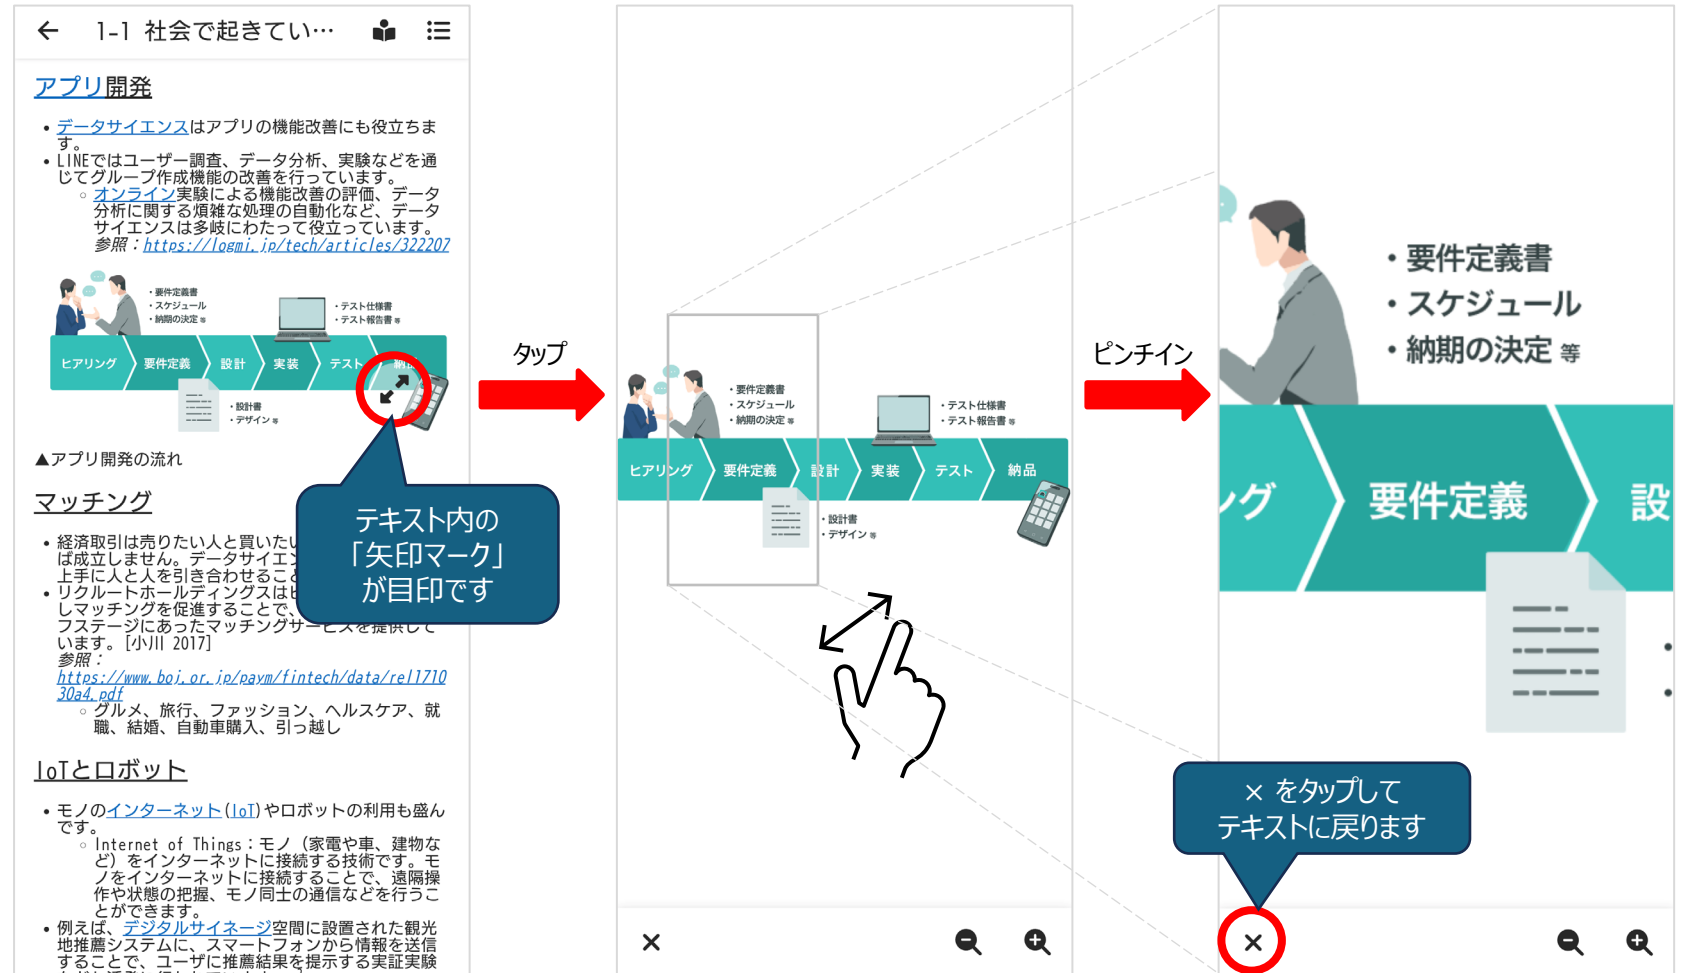 1-1 社会で起きてい…
アプリ開発
• データサイエンスはアプリの機能改善にも役立ちま
す。
• LINEではユーザー調査、データ分析、実験などを通
じてグループ作成機能の改善を行っています。
◦ オンライン実験による機能改善の評価、データ
分析に関する煩雑な処理の自動化など、データ
サイエンスは多岐にわたって役立っています。
参照：https://logmi.jp/tech/articles/322207
・要件定義書
・スケジュール
・納期の決定 等
・テスト仕様書
・テスト報告書 等
ヒアリング
要件定義
設計
実装
テスト
・設計書
・デザイン 等
▲アプリ開発の流れ
マッチング
• 経済取引は売りたい人と買いたい
ば成立しません。データサイエン
上手に人と人を引き合わせること
• リクルートホールディングスはビ
しマッチングを促進することで、
フステージにあったマッチングサービスを提供して
います。[小川 2017]
参照：
https://www.boj.or.jp/paym/fintech/data/rel1710
30a4.pdf
◦ グルメ、旅行、ファッション、ヘルスケア、就
職、結婚、自動車購入、引っ越し
IoTとロボット
• モノのインターネット(IoT)やロボットの利用も盛ん
です。
◦ Internet of Things：モノ（家電や車、建物な
ど）をインターネットに接続する技術です。モ
ノをインターネットに接続することで、遠隔操
作や状態の把握、モノ同士の通信などを行うこ
とができます。
• 例えば、デジタルサイネージ空間に設置された観光
地推薦システムに、スマートフォンから情報を送信
することで、ユーザに推薦結果を提示する実証実験
テキスト内の
「矢印マーク」
が目印です
タップ
・要件定義書
・スケジュール
・納期の決定 等
・テスト仕様書
・テスト報告書 等
ヒアリング
要件定義
設計
実装
テスト
納品
・設計書
・デザイン 等
ピンチイン
・要件定義書
・スケジュール
・納期の決定 等
ング
要件定義
設
× をタップして
テキストに戻ります